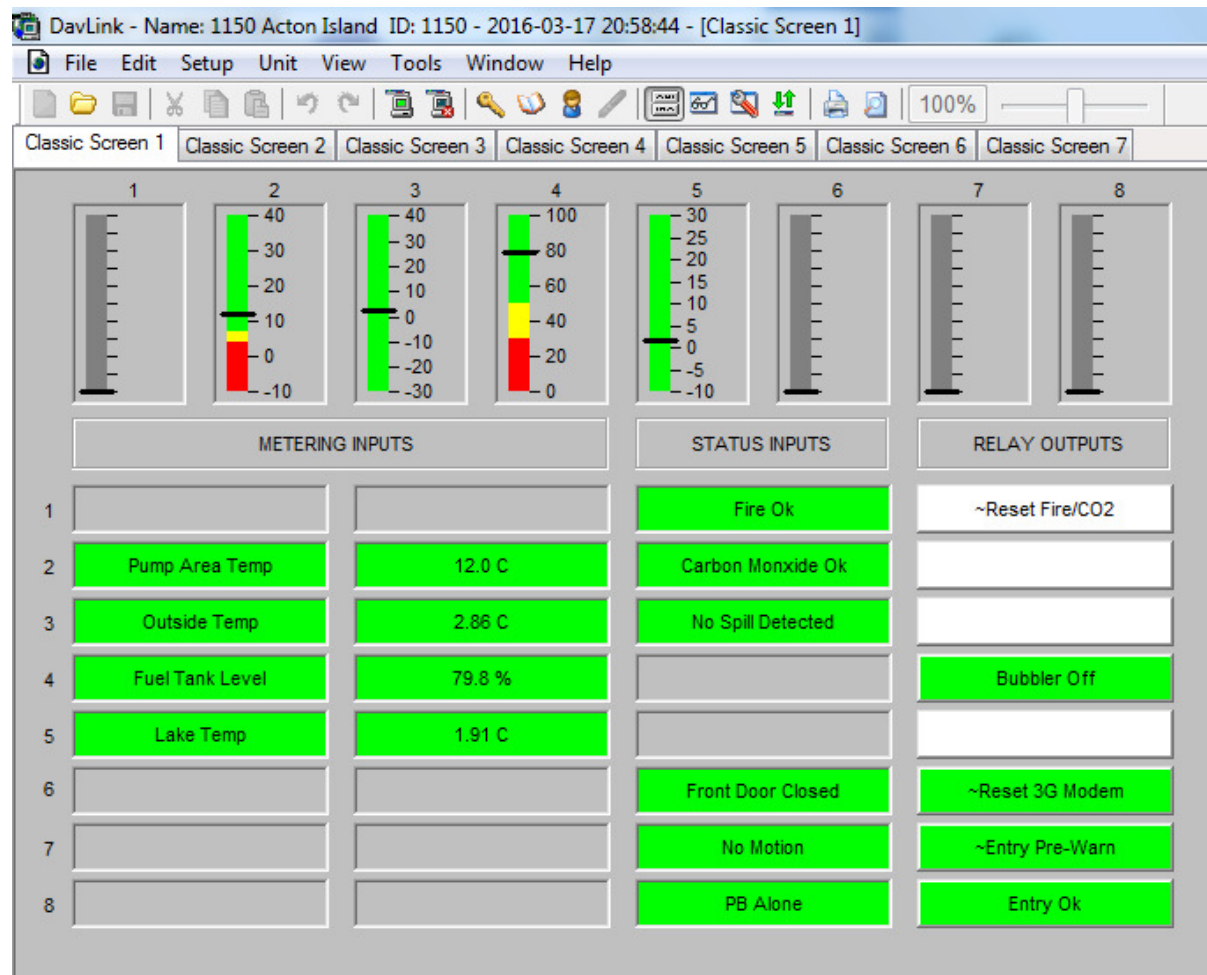 DavLink - Name: 1150 Acton Island ID: 1150 - 2016-03-17 20:58:44 - [Classic Screen 1]
File Edit Setup Unit View Tools Window Help
100%
Classic Screen 1 Classic Screen 2 Classic Screen 3 Classic Screen 4 Classic Screen 5 Classic Screen 6 Classic Screen 7
1 2 3 4 5 6 7 8
40 40 100 30
30 30 80 25
20 20 60 20
10 10 40 15
0 0 20 10
-10 -10 0 5
-20 0
-30 -5
-10
METERING INPUTS STATUS INPUTS RELAY OUTPUTS
1 Fire Ok ~Reset Fire/CO2
2 Pump Area Temp 12.0 C Carbon Monxide Ok
3 Outside Temp 2.86 C No Spill Detected
4 Fuel Tank Level 79.8 % Bubbler Off
5 Lake Temp 1.91 C
6 Front Door Closed ~Reset 3G Modem
7 No Motion ~Entry Pre-Warn
8 PB Alone Entry Ok